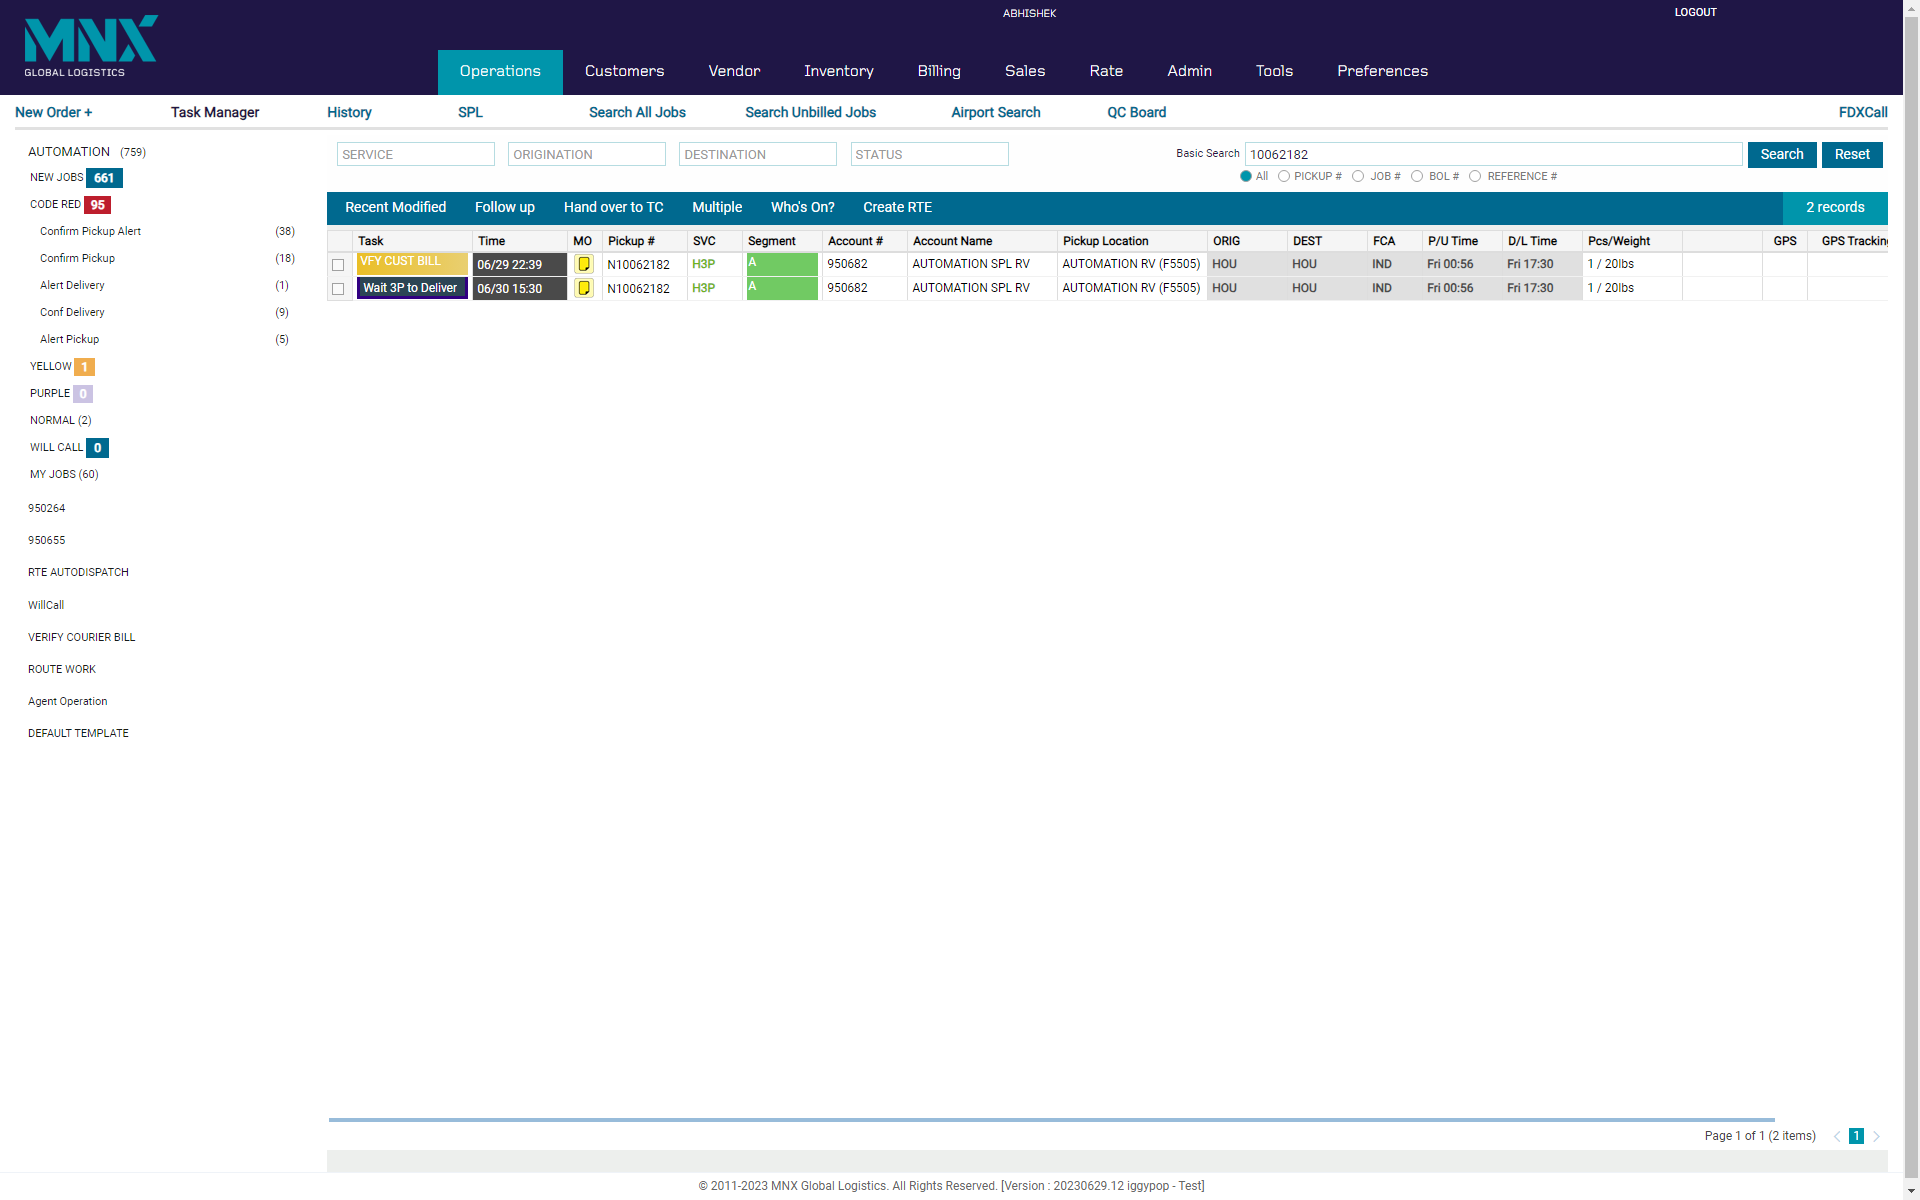 ABHISHEK
LOGOUT
MNX
GLOBAL LOGISTICS
Operations Customers Vendor Inventory Billing Sales Rate Admin Tools Preferences
New Order + Task Manager History SPL Search All Jobs Search Unbilled Jobs Airport Search QC Board FDXCall
AUTOMATION (759)
NEW JOBS 661
CODE RED 95
Confirm Pickup Alert (38)
Confirm Pickup (18)
Alert Delivery (1)
Conf Delivery (9)
Alert Pickup (5)
YELLOW 1
PURPLE 0
NORMAL (2)
WILL CALL 0
MY JOBS (60)
950264
950655
RTE AUTODISPATCH
WillCall
VERIFY COURIER BILL
ROUTE WORK
Agent Operation
DEFAULT TEMPLATE
SERVICE ORIGINATION DESTINATION STATUS Basic Search 10062182 Search Reset
All PICKUP # JOB # BOL # REFERENCE #
Recent Modified Follow up Hand over to TC Multiple Who's On? Create RTE 2 records
Task Time MO Pickup # SVC Segment Account # Account Name Pickup Location ORIG DEST FCA P/U Time D/L Time Pcs/Weight GPS GPS Tracking
VFY CUST BILL 06/29 22:39 N10062182 H3P A 950682 AUTOMATION SPL RV AUTOMATION RV (F5505) HOU HOU IND Fri 00:56 Fri 17:30 1 / 20lbs
Wait 3P to Deliver 06/30 15:30 N10062182 H3P A 950682 AUTOMATION SPL RV AUTOMATION RV (F5505) HOU HOU IND Fri 00:56 Fri 17:30 1 / 20lbs
Page 1 of 1 (2 items) 1
© 2011-2023 MNX Global Logistics. All Rights Reserved. [Version : 20230629.12 iggypop - Test]